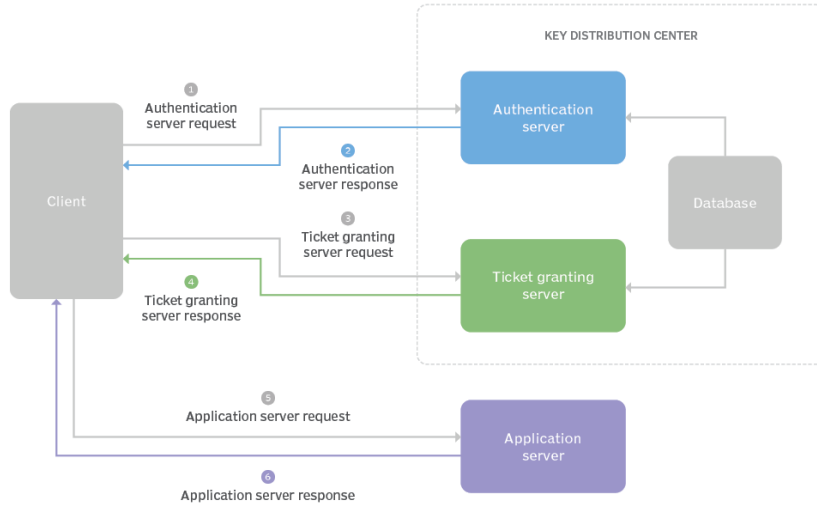 KEY DISTRIBUTION CENTER
1
Authentication
server request
Authentication
server
2
Authentication
server response
Client
Database
3
Ticket granting
server request
4
Ticket granting
server response
Ticket granting
server
5
Application server request
Application
server
6
Application server response